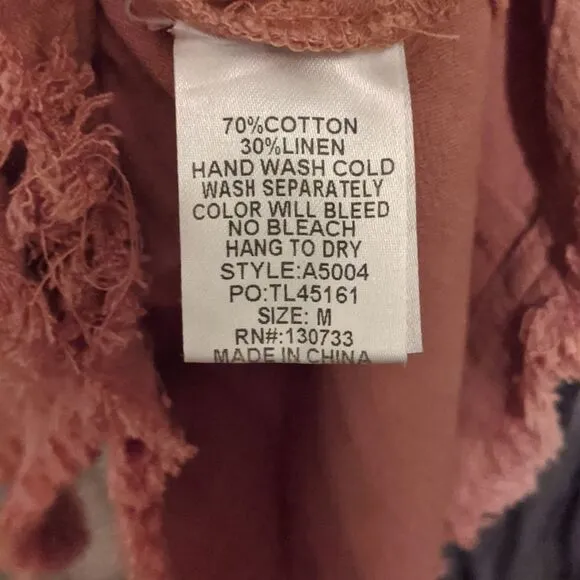 70%COTTON
30%LINEN
HAND WASH COLD
WASH SEPARATELY
COLOR WILL BLEED
NO BLEACH
HANG TO DRY
STYLE:A5004
PO:TL45161
SIZE: M
RN#:130733
MADE IN CHINA